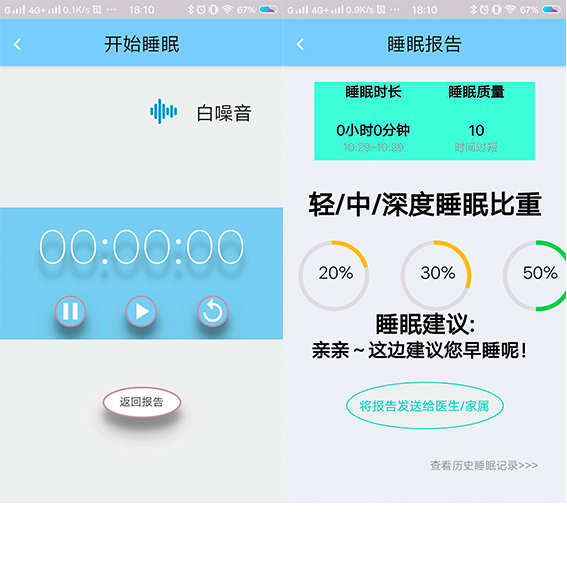 G 4G+ 0.1K/s ··· 18:10 67%
开始睡眠
白噪音
00:00:00
返回报告
G 4G+ 0.9K/s ··· 18:10 67%
睡眠报告
睡眠时长 睡眠质量
0小时0分钟 10
10:29-10:29 时间过短
轻/中/深度睡眠比重
20% 30% 50%
睡眠建议:
亲亲~这边建议您早睡呢!
将报告发送给医生/家属
查看历史睡眠记录>>>